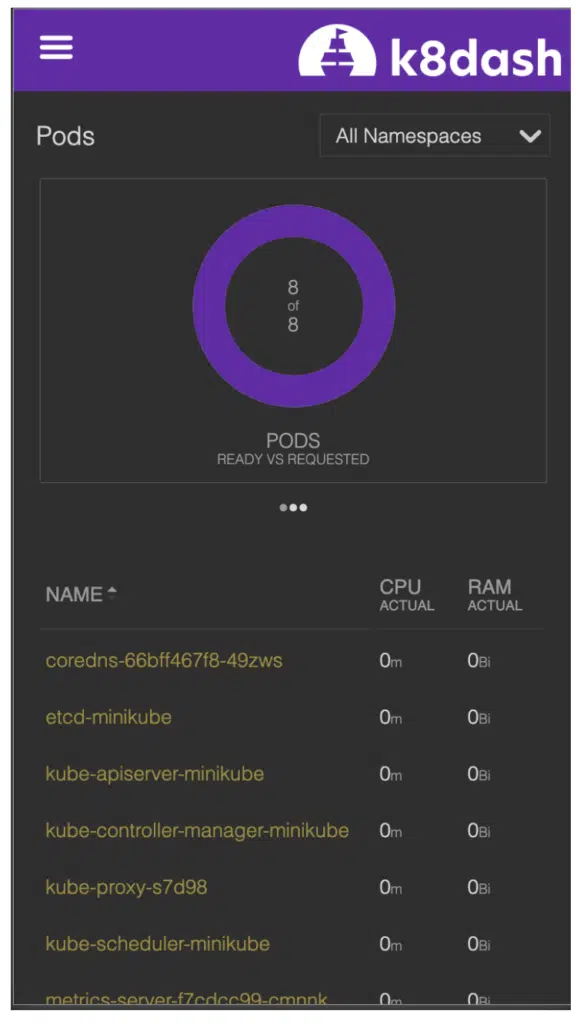 k8dash
Pods
All Namespaces
8
of
8
PODS
READY VS REQUESTED
NAME CPU RAM
ACTUAL ACTUAL
coredns-66bff467f8-49zws 0m 0Bi
etcd-minikube 0m 0Bi
kube-apiserver-minikube 0m 0Bi
kube-controller-manager-minikube 0m 0Bi
kube-proxy-s7d98 0m 0Bi
kube-scheduler-minikube 0m 0Bi
metrics-server-f7cdcc99-cmnnk 0m 0Bi